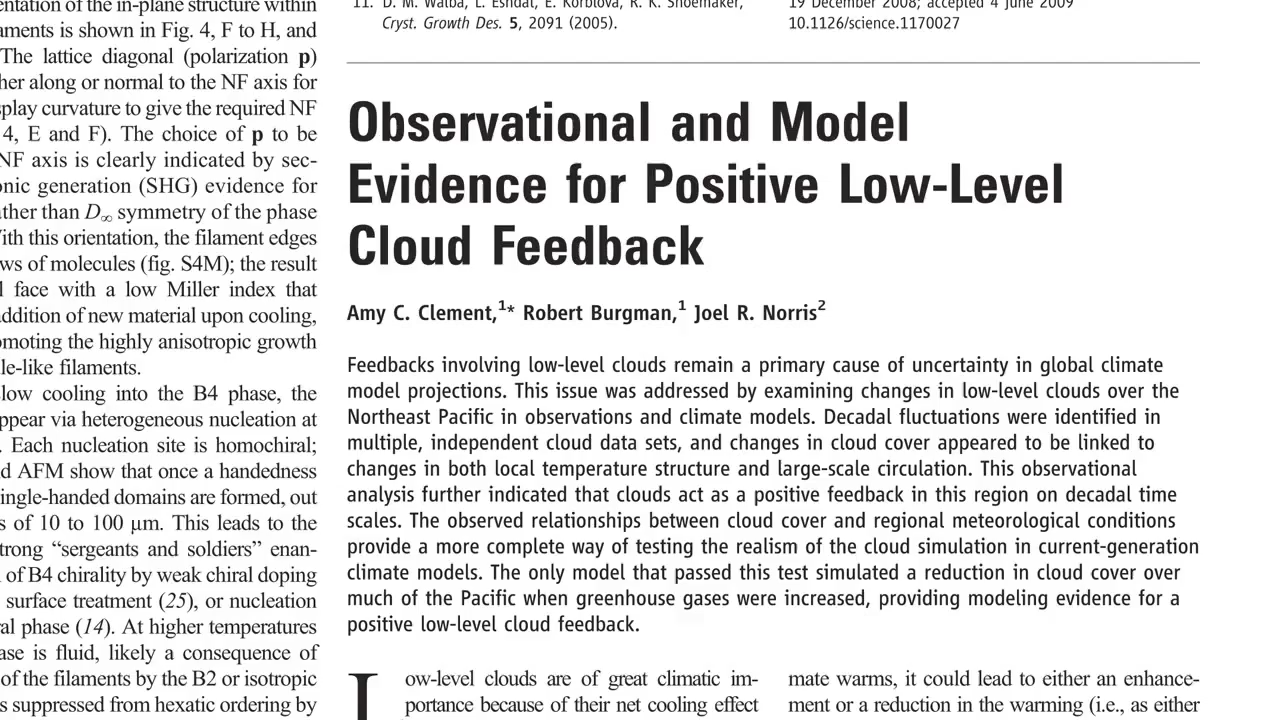 entation of the in-plane structure within
aments is shown in Fig. 4, F to H, and
The lattice diagonal (polarization p)
her along or normal to the NF axis for
splay curvature to give the required NF
4, E and F). The choice of p to be
NF axis is clearly indicated by sec-
onic generation (SHG) evidence for
ather than D∞ symmetry of the phase
With this orientation, the filament edges
ws of molecules (fig. S4M); the result
l face with a low Miller index that
addition of new material upon cooling,
omoting the highly anisotropic growth
le-like filaments.
low cooling into the B4 phase, the
ppear via heterogeneous nucleation at
. Each nucleation site is homochiral;
d AFM show that once a handedness
ingle-handed domains are formed, out
s of 10 to 100 µm. This leads to the
trong “sergeants and soldiers” enan-
of B4 chirality by weak chiral doping
surface treatment (25), or nucleation
ral phase (14). At higher temperatures
ase is fluid, likely a consequence of
of the filaments by the B2 or isotropic
s suppressed from hexatic ordering by
11. D. M. Walba, L. Eshdat, E. Korblova, R. K. Shoemaker,
Cryst. Growth Des. 5, 2091 (2005).
19 December 2008; accepted 4 June 2009
10.1126/science.1170027
Observational and Model
Evidence for Positive Low-Level
Cloud Feedback
Amy C. Clement,1* Robert Burgman,1 Joel R. Norris2
Feedbacks involving low-level clouds remain a primary cause of uncertainty in global climate
model projections. This issue was addressed by examining changes in low-level clouds over the
Northeast Pacific in observations and climate models. Decadal fluctuations were identified in
multiple, independent cloud data sets, and changes in cloud cover appeared to be linked to
changes in both local temperature structure and large-scale circulation. This observational
analysis further indicated that clouds act as a positive feedback in this region on decadal time
scales. The observed relationships between cloud cover and regional meteorological conditions
provide a more complete way of testing the realism of the cloud simulation in current-generation
climate models. The only model that passed this test simulated a reduction in cloud cover over
much of the Pacific when greenhouse gases were increased, providing modeling evidence for a
positive low-level cloud feedback.
Low-level clouds are of great climatic im-
portance because of their net cooling effect
mate warms, it could lead to either an enhance-
ment or a reduction in the warming (i.e., as either